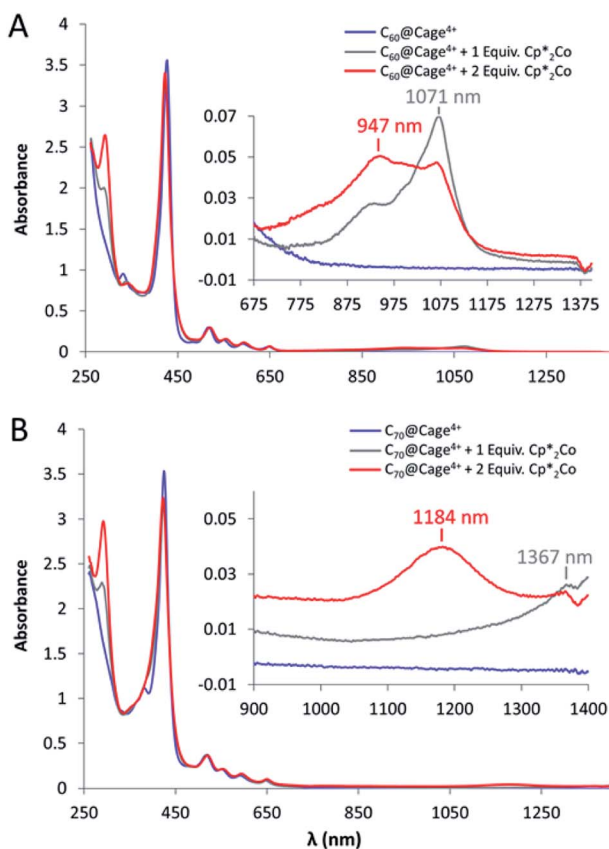 A
C₆₀@Cage⁴⁺
C₆₀@Cage⁴⁺ + 1 Equiv. Cp*₂Co
C₆₀@Cage⁴⁺ + 2 Equiv. Cp*₂Co
4
3.5
3
2.5
2
1.5
1
0.5
0
Absorbance
0.07
0.05
0.03
0.01
-0.01
947 nm
1071 nm
675 775 875 975 1075 1175 1275 1375
250 450 650 850 1050 1250
B
C₇₀@Cage⁴⁺
C₇₀@Cage⁴⁺ + 1 Equiv. Cp*₂Co
C₇₀@Cage⁴⁺ + 2 Equiv. Cp*₂Co
4
3.5
3
2.5
2
1.5
1
0.5
0
Absorbance
0.05
0.03
0.01
-0.01
1184 nm
1367 nm
900 1000 1100 1200 1300 1400
250 450 650 850 1050 1250
λ (nm)